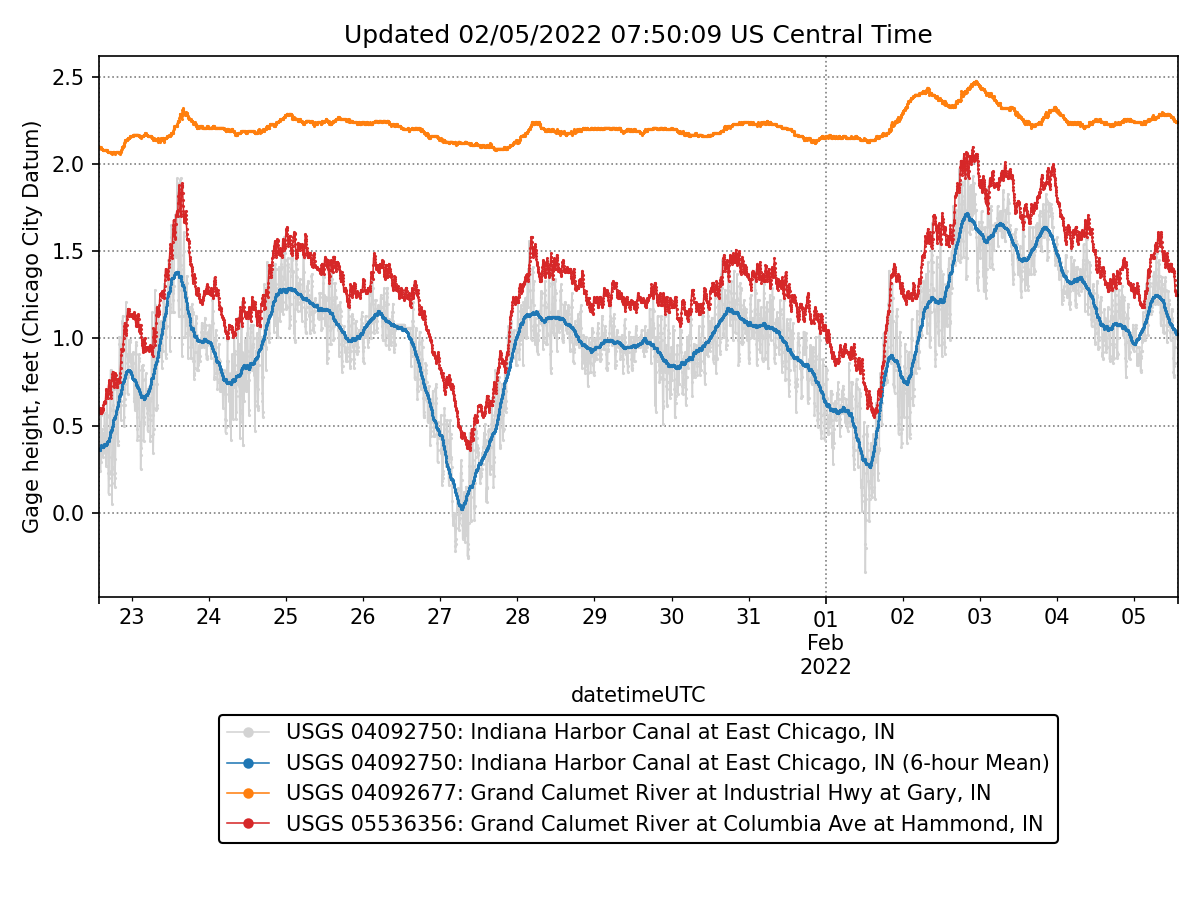 Updated 02/05/2022 07:50:09 US Central Time
Gage height, feet (Chicago City Datum)
2.5
2.0
1.5
1.0
0.5
0.0
23 24 25 26 27 28 29 30 31 01 02 03 04 05
Feb
2022
datetimeUTC
USGS 04092750: Indiana Harbor Canal at East Chicago, IN
USGS 04092750: Indiana Harbor Canal at East Chicago, IN (6-hour Mean)
USGS 04092677: Grand Calumet River at Industrial Hwy at Gary, IN
USGS 05536356: Grand Calumet River at Columbia Ave at Hammond, IN